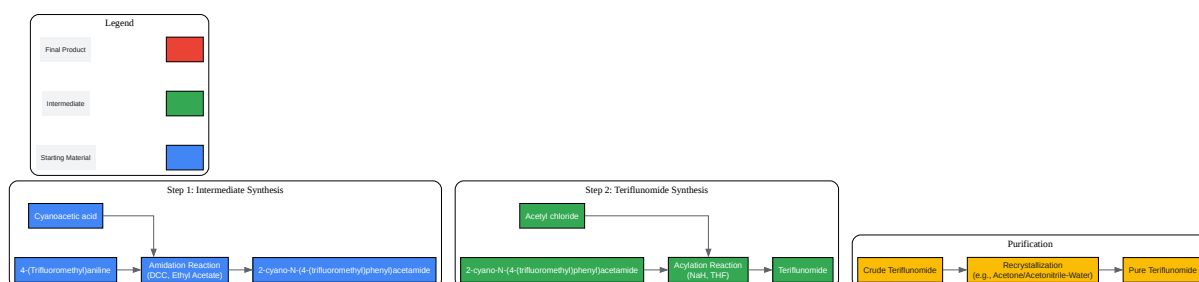 Legend
Final Product
Intermediate
Starting Material
Step 1: Intermediate Synthesis
Cyanoacetic acid
4-(Trifluoromethyl)aniline
Amidation Reaction
(DCC, Ethyl Acetate)
2-cyano-N-(4-(trifluoromethyl)phenyl)acetamide
Step 2: Teriflunomide Synthesis
Acetyl chloride
2-cyano-N-(4-(trifluoromethyl)phenyl)acetamide
Acylation Reaction
(NaH, THF)
Teriflunomide
Purification
Crude Teriflunomide
Recrystallization
(e.g., Acetone/Acetonitrile-Water)
Pure Teriflunomide